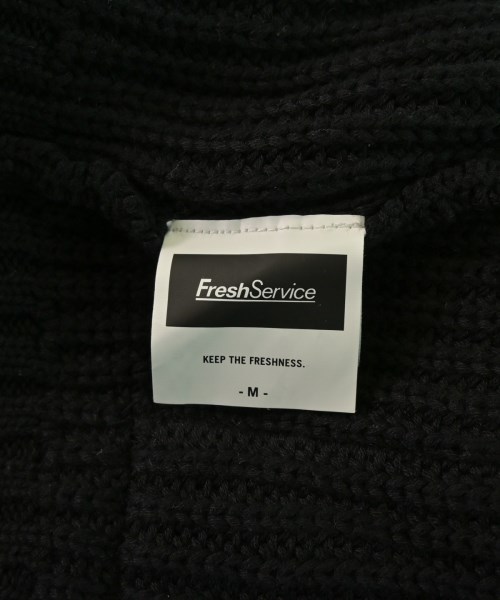 FreshService
KEEP THE FRESHNESS.
- M -